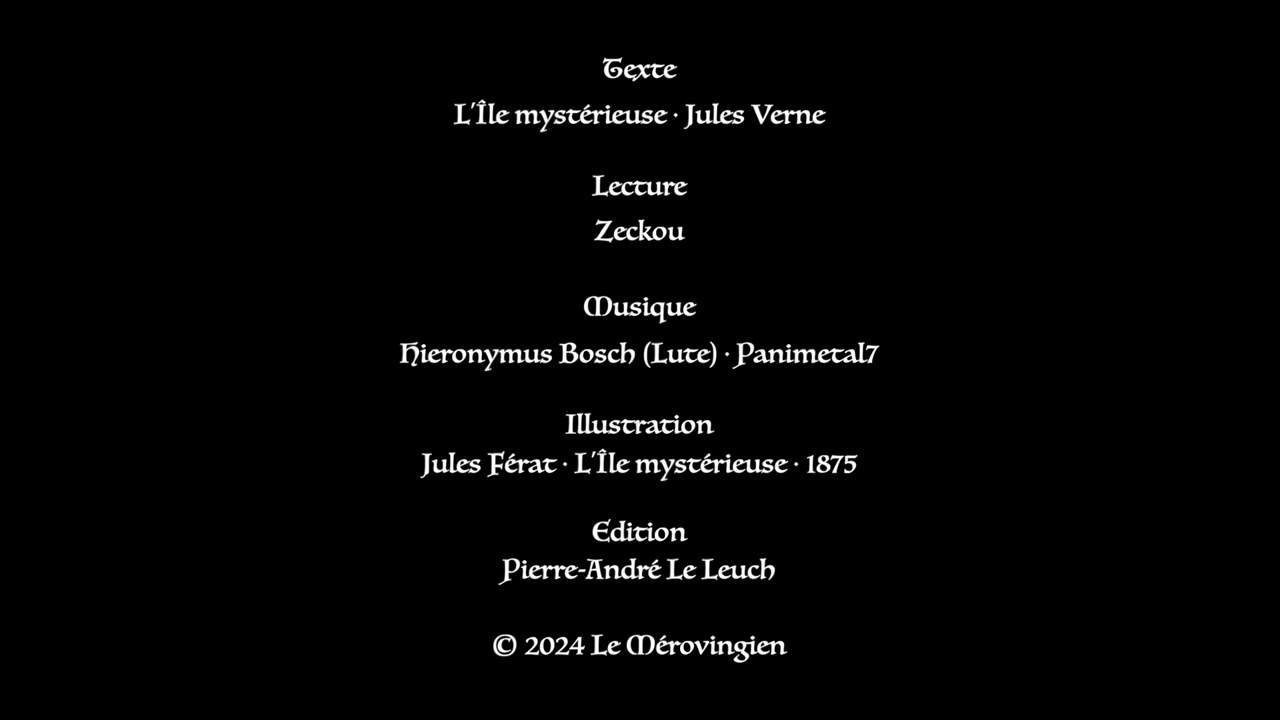 Texte
L'Île mystérieuse · Jules Verne
Lecture
Zeckou
Musique
Hieronymus Bosch (Lute) · Panimetal7
Illustration
Jules Férat · L'Île mystérieuse · 1875
Edition
Pierre-André Le Leuch
© 2024 Le Mérovingien